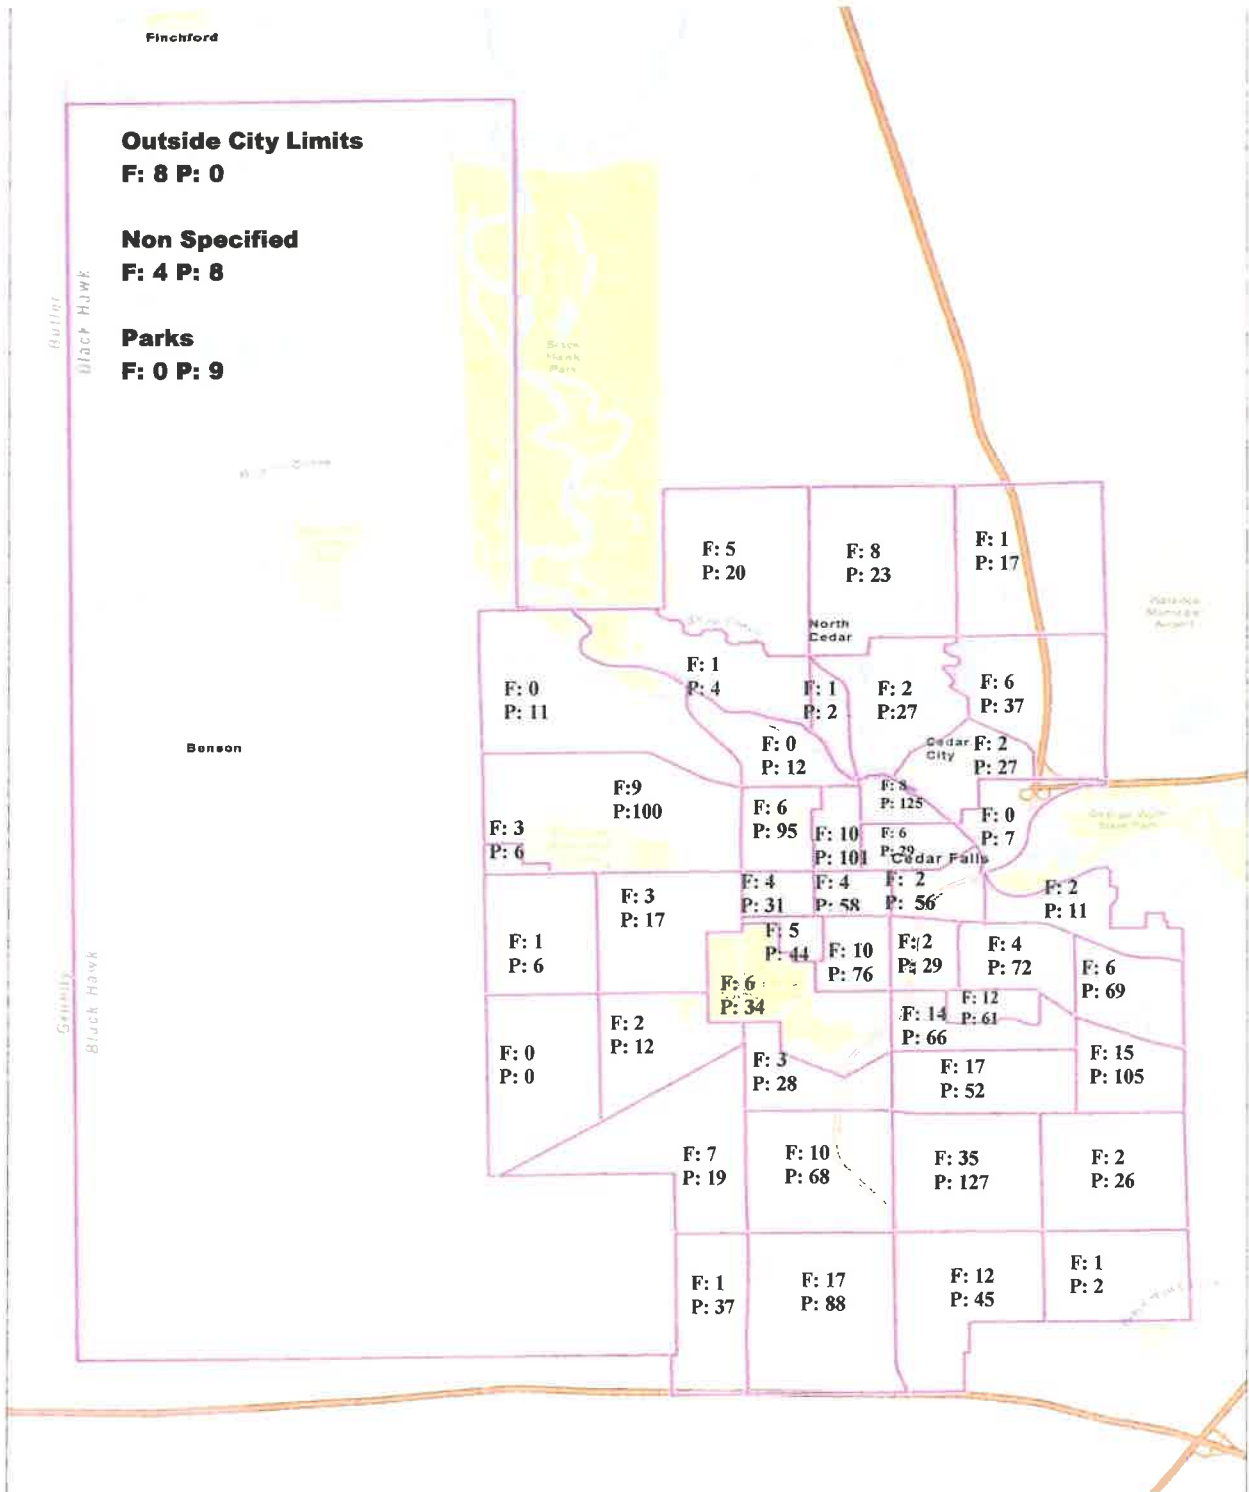 Finchford
Outside City Limits
F: 8 P: 0
Non Specified
F: 4 P: 8
Parks
F: 0 P: 9
Black Hawk
Black
Hawk
Park
F: 5
P: 20
F: 8
P: 23
F: 1
P: 17
North
Cedar
F: 0
P: 11
F: 1
P: 4
F: 1
P: 2
F: 2
P:27
F: 6
P: 37
Benson
F: 0
P: 12
Cedar
City
F: 2
P: 27
F:9
P:100
F: 3
P: 6
F: 6
P: 95
F: 10
P: 101
F: 8
P: 125
F: 6
P: 29
F: 0
P: 7
Cedar Falls
F: 3
P: 17
F: 4
P: 31
F: 4
P: 58
F: 2
P: 56
F: 2
P: 11
F: 1
P: 6
F: 5
P: 44
F: 10
P: 76
F: 2
P: 29
F: 4
P: 72
F: 6
P: 69
Black Hawk
F: 6
P: 34
F: 14
P: 66
F: 12
P: 61
F: 0
P: 0
F: 2
P: 12
F: 3
P: 28
F: 17
P: 52
F: 15
P: 105
F: 7
P: 19
F: 10
P: 68
F: 35
P: 127
F: 2
P: 26
F: 1
P: 37
F: 17
P: 88
F: 12
P: 45
F: 1
P: 2